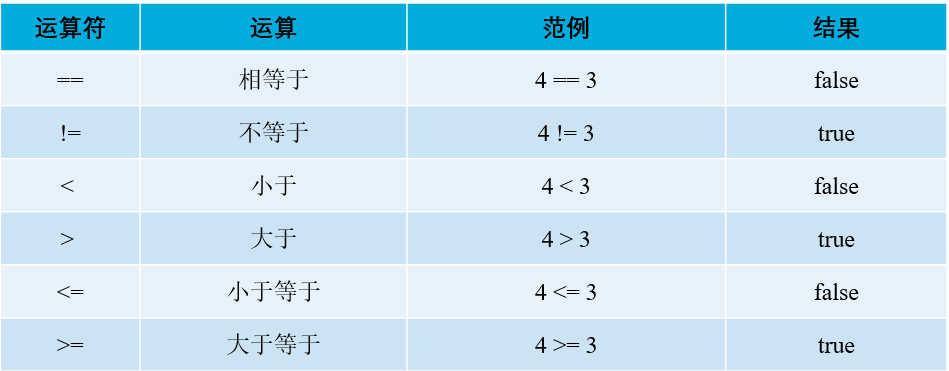 运算符 运算 范例 结果
== 相等于 4 == 3 false
!= 不等于 4 != 3 true
< 小于 4 < 3 false
> 大于 4 > 3 true
<= 小于等于 4 <= 3 false
>= 大于等于 4 >= 3 true